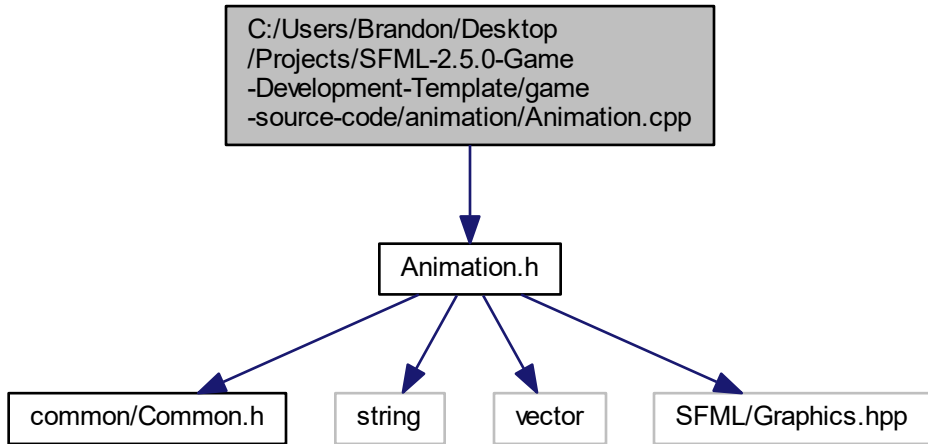 C:/Users/Brandon/Desktop
/Projects/SFML-2.5.0-Game
-Development-Template/game
-source-code/animation/Animation.cpp
Animation.h
common/Common.h
string
vector
SFML/Graphics.hpp